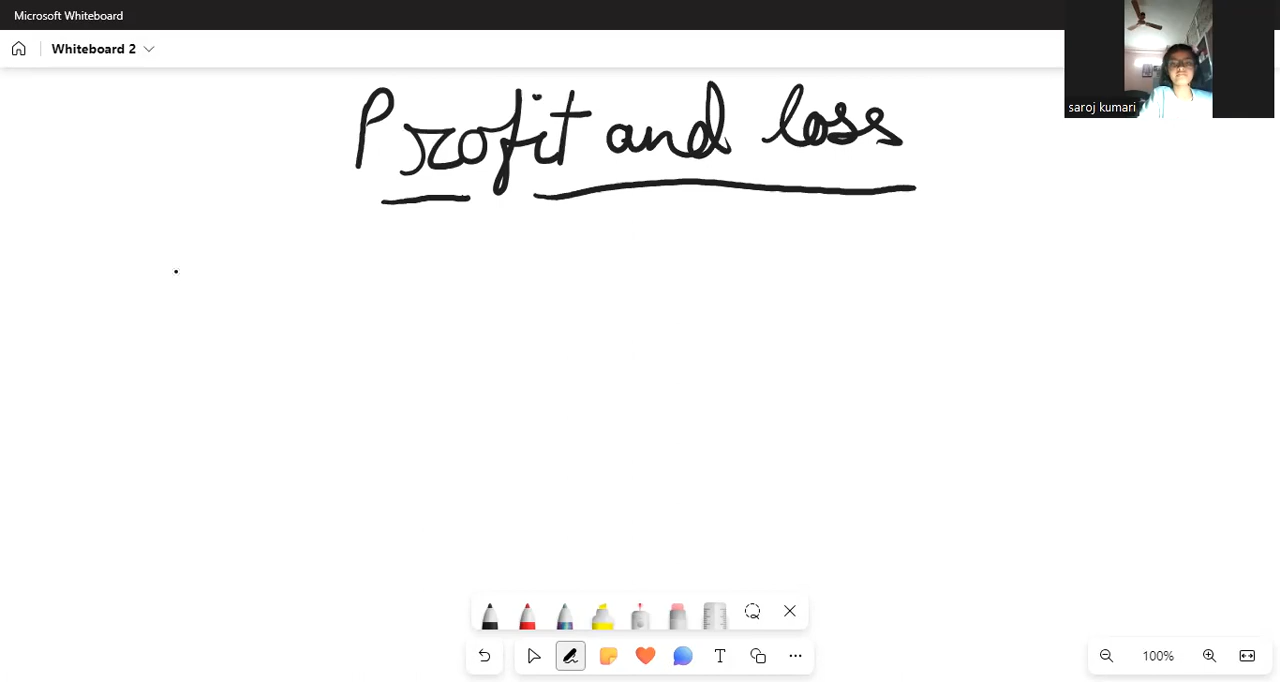 Microsoft Whiteboard
Whiteboard 2
saroj kumari
Profit and loss
T
100%